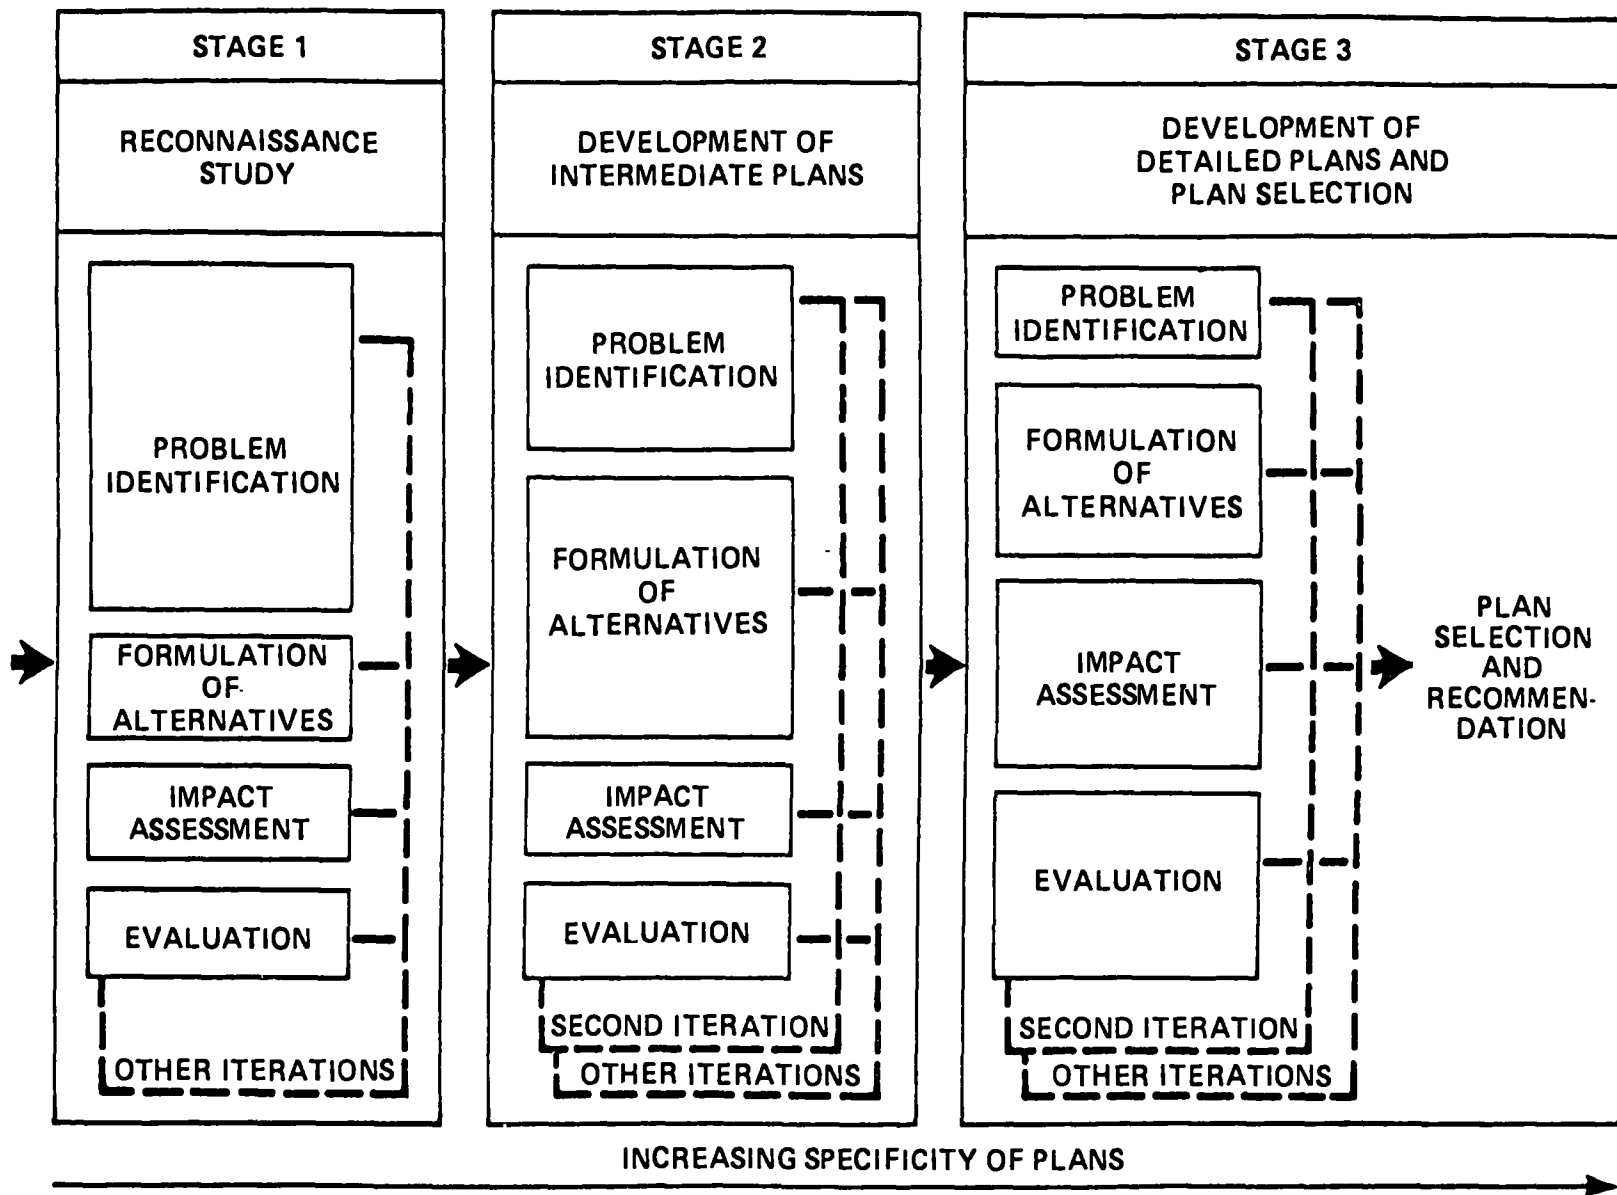 STAGE 1
RECONNAISSANCE
STUDY
PROBLEM
IDENTIFICATION
FORMULATION
OF
ALTERNATIVES
IMPACT
ASSESSMENT
EVALUATION
OTHER ITERATIONS
STAGE 2
DEVELOPMENT OF
INTERMEDIATE PLANS
PROBLEM
IDENTIFICATION
FORMULATION
OF
ALTERNATIVES
IMPACT
ASSESSMENT
EVALUATION
SECOND ITERATION
OTHER ITERATIONS
STAGE 3
DEVELOPMENT OF
DETAILED PLANS AND
PLAN SELECTION
PROBLEM
IDENTIFICATION
FORMULATION
OF
ALTERNATIVES
IMPACT
ASSESSMENT
EVALUATION
SECOND ITERATION
OTHER ITERATIONS
PLAN
SELECTION
AND
RECOMMEN-
DATION
INCREASING SPECIFICITY OF PLANS